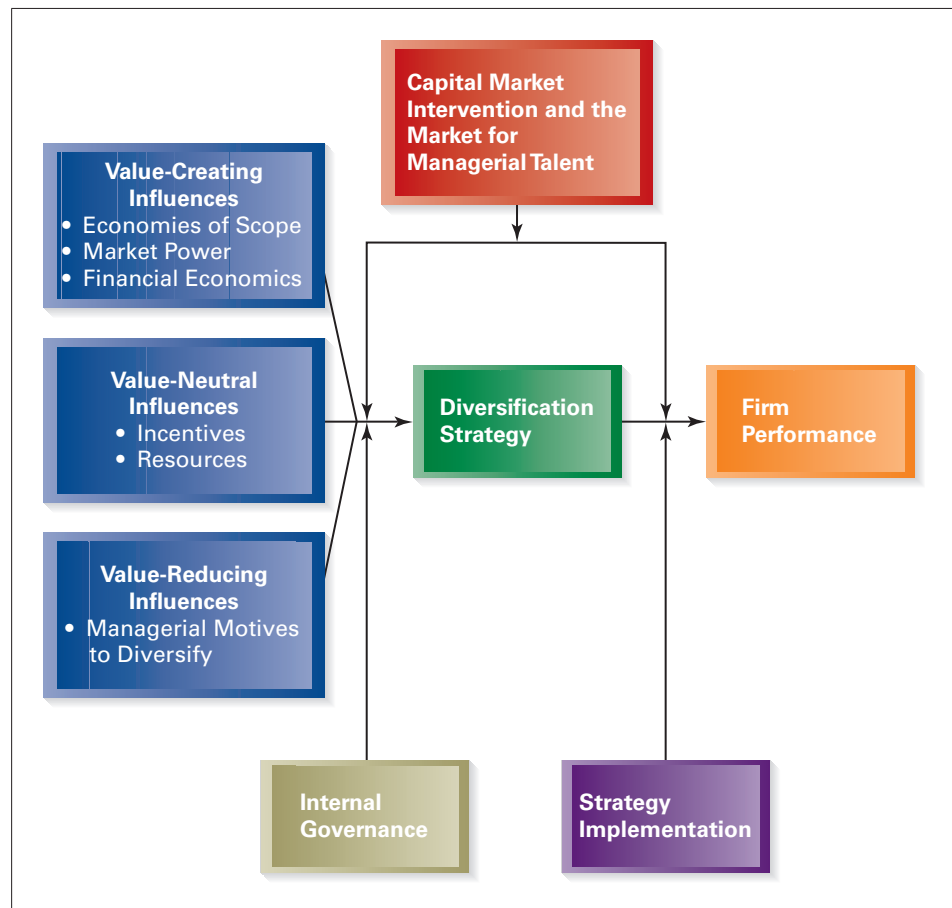 Capital Market
Intervention and the
Market for
Managerial Talent
Value-Creating
Influences
• Economies of Scope
• Market Power
• Financial Economics
Value-Neutral
Influences
• Incentives
• Resources
Value-Reducing
Influences
• Managerial Motives
to Diversify
Diversification
Strategy
Firm
Performance
Internal
Governance
Strategy
Implementation